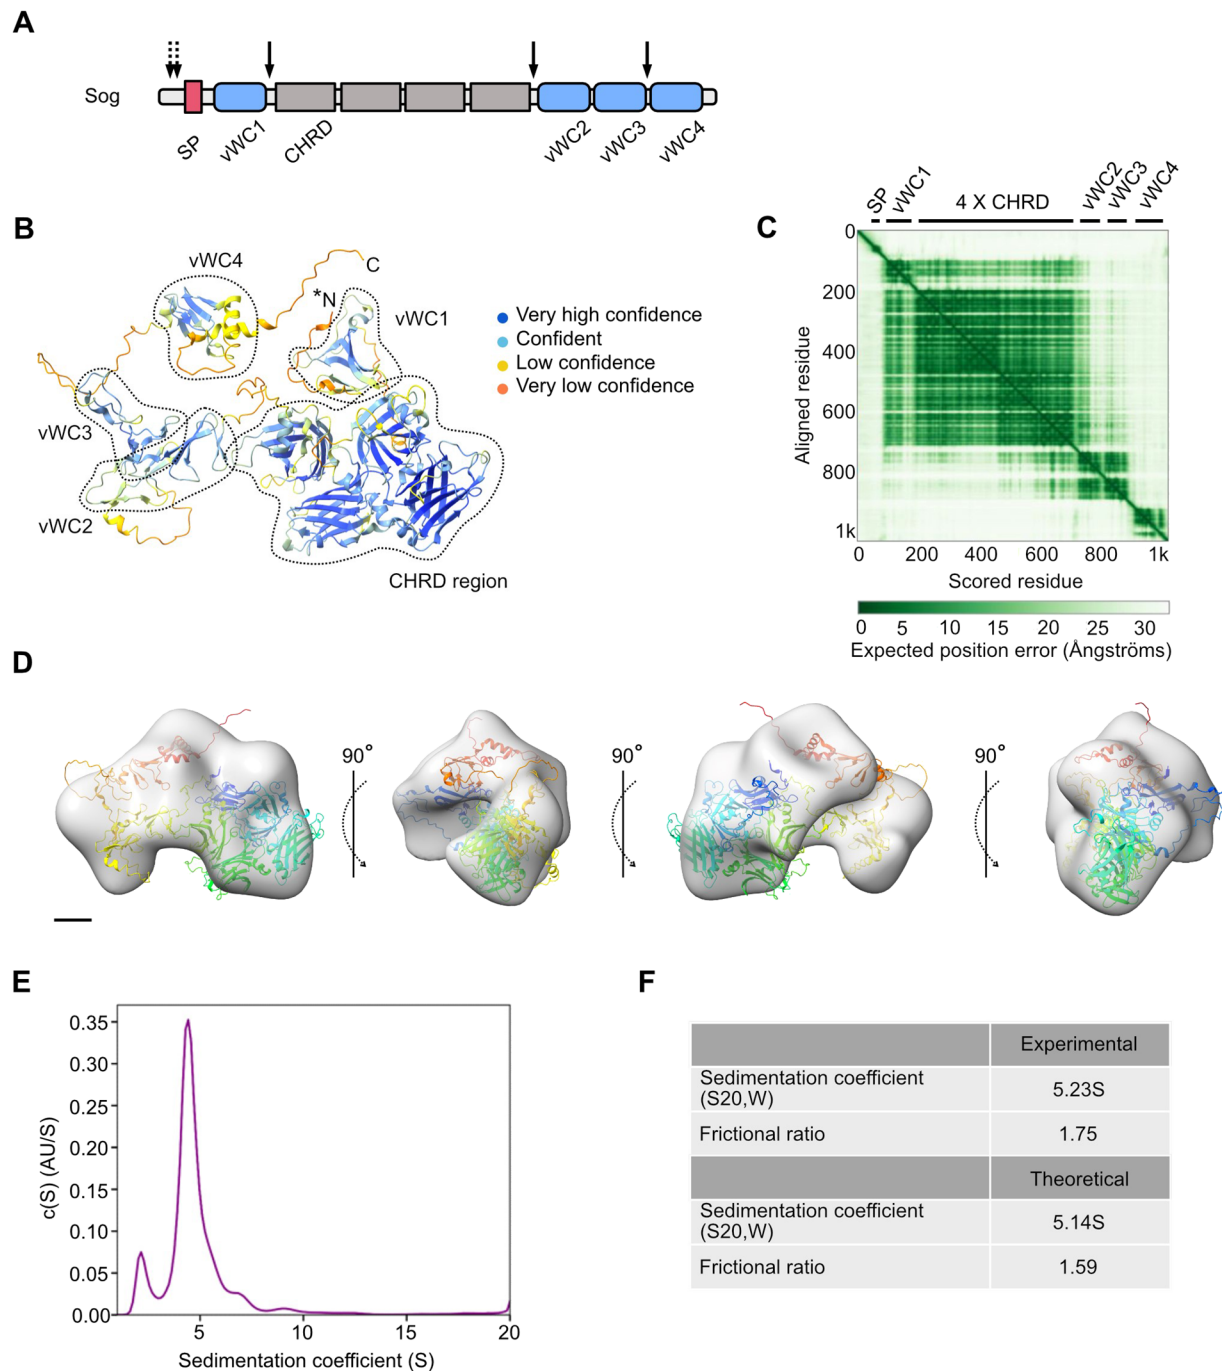 A
Sog
SP
vWC1
CHRD
vWC2
vWC3
vWC4
B
vWC4
C
*N
vWC1
vWC3
vWC2
CHRD region
Very high confidence
Confident
Low confidence
Very low confidence
C
SP
vWC1
4 X CHRD
vWC2
vWC3
vWC4
0
200
400
600
800
1k
Aligned residue
0
200
400
600
800
1k
Scored residue
0
5
10
15
20
25
30
Expected position error (Ångströms)
D
90°
90°
90°
E
0.35
0.30
0.25
0.20
0.15
0.10
0.05
0.00
c(S) (AU/S)
5
10
15
20
Sedimentation coefficient (S)
F
Experimental
Sedimentation coefficient
(S20,W)
5.23S
Frictional ratio
1.75
Theoretical
Sedimentation coefficient
(S20,W)
5.14S
Frictional ratio
1.59